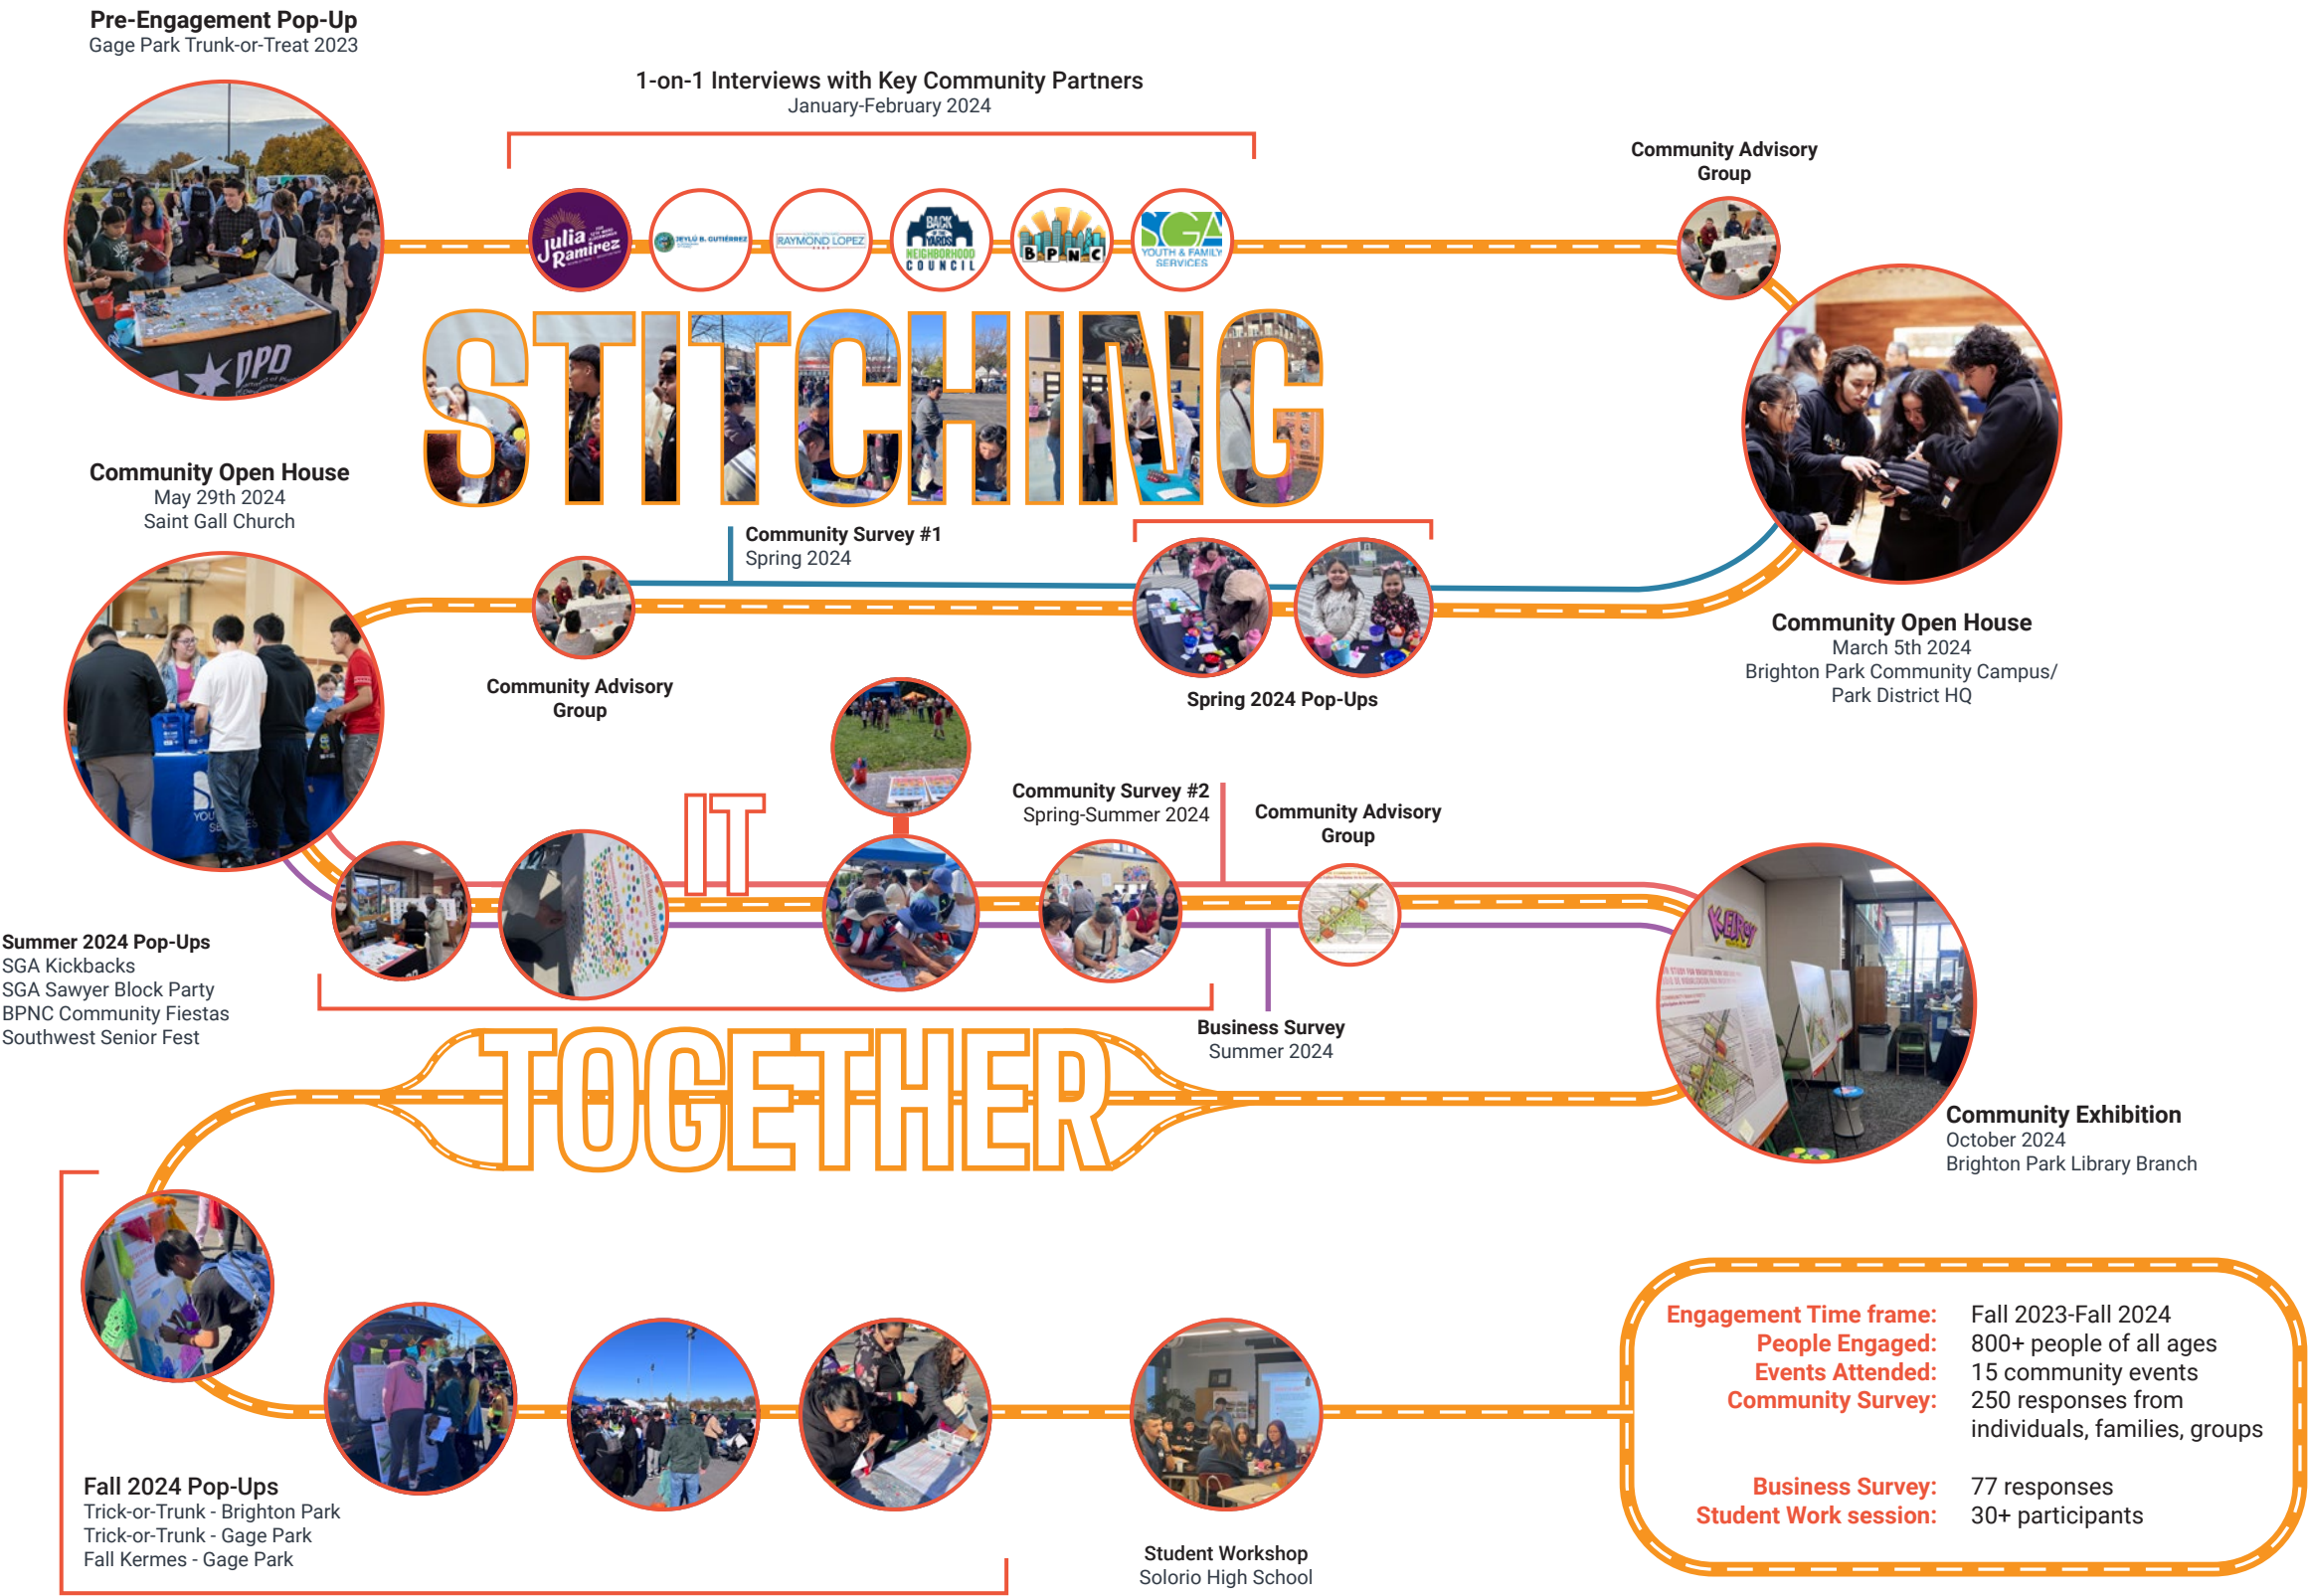 Pre-Engagement Pop-Up
Gage Park Trunk-or-Treat 2023
1-on-1 Interviews with Key Community Partners
January-February 2024
Community Advisory
Group
Julia
Ramirez
JEYLÚ B. GUTIÉRREZ
RAYMOND LOPEZ
BACK
OF THE
YARDS
NEIGHBORHOOD
COUNCIL
BPNC
SGA
YOUTH & FAMILY
SERVICES
DPD
STITCHING
Community Open House
May 29th 2024
Saint Gall Church
Community Survey #1
Spring 2024
Community Open House
March 5th 2024
Brighton Park Community Campus/
Park District HQ
Community Advisory
Group
Spring 2024 Pop-Ups
IT
Community Survey #2
Spring-Summer 2024
Community Advisory
Group
Summer 2024 Pop-Ups
SGA Kickbacks
SGA Sawyer Block Party
BPNC Community Fiestas
Southwest Senior Fest
Business Survey
Summer 2024
TOGETHER
Community Exhibition
October 2024
Brighton Park Library Branch
Fall 2024 Pop-Ups
Trick-or-Trunk - Brighton Park
Trick-or-Trunk - Gage Park
Fall Kermes - Gage Park
Student Workshop
Solorio High School
Engagement Time frame: Fall 2023-Fall 2024
People Engaged: 800+ people of all ages
Events Attended: 15 community events
Community Survey: 250 responses from
individuals, families, groups
Business Survey: 77 responses
Student Work session: 30+ participants